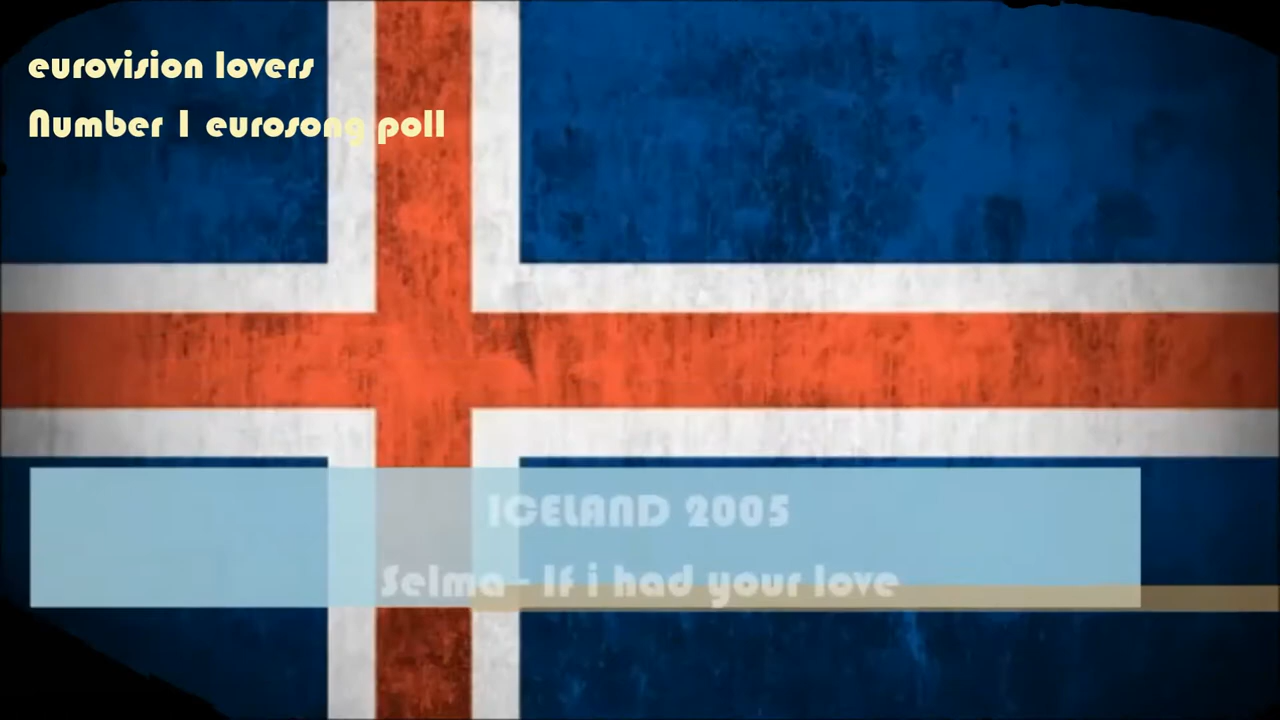 eurovision lovers
Number 1 eurosong poll
ICELAND 2005
Selma - If i had your love